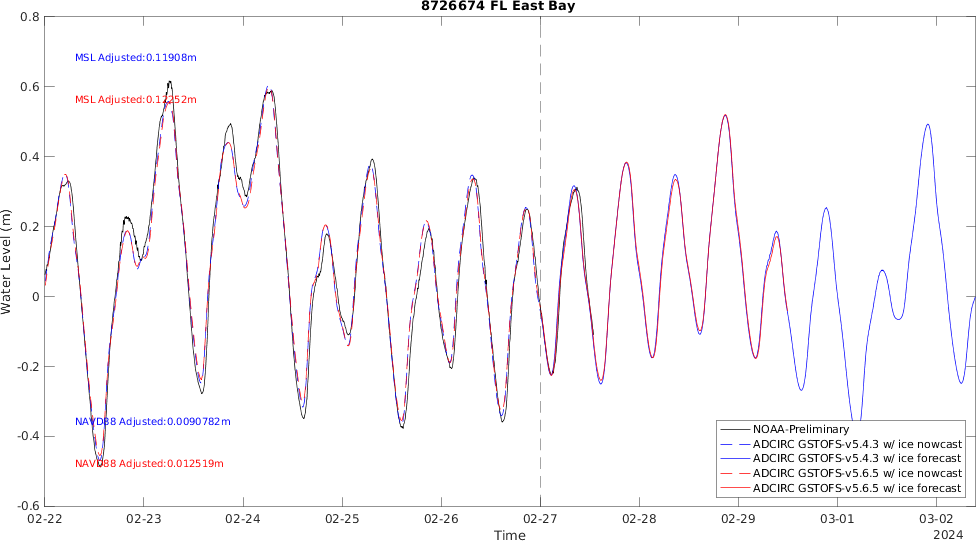 8726674 FL East Bay
0.8
0.6
0.4
0.2
0
-0.2
-0.4
-0.6
Water Level (m)
MSL Adjusted:0.11908m
MSL Adjusted:0.12252m
NAVD88 Adjusted:0.0090782m
NAVD88 Adjusted:0.012519m
NOAA-Preliminary
ADCIRC GSTOFS-v5.4.3 w/ ice nowcast
ADCIRC GSTOFS-v5.4.3 w/ ice forecast
ADCIRC GSTOFS-v5.6.5 w/ ice nowcast
ADCIRC GSTOFS-v5.6.5 w/ ice forecast
02-22 02-23 02-24 02-25 02-26 02-27 02-28 02-29 03-01 03-02
Time
2024